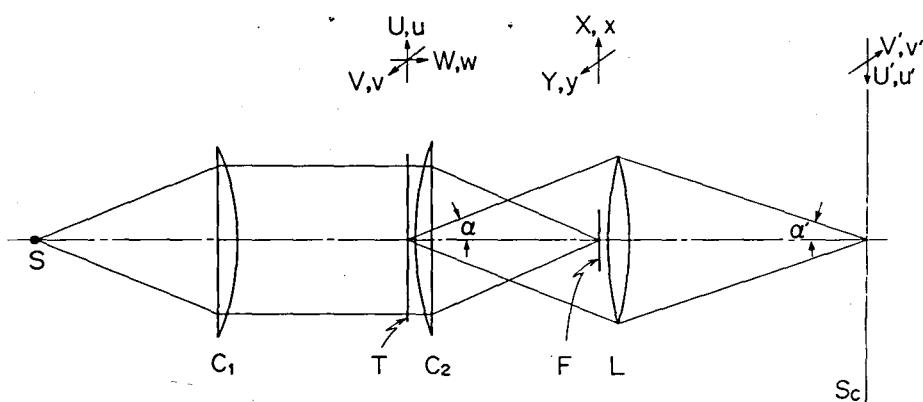 U,u
V,v
W,w
X,x
Y,y
V',v'
U',u'
S
C₁
T
C₂
α
F
L
α'
Sc